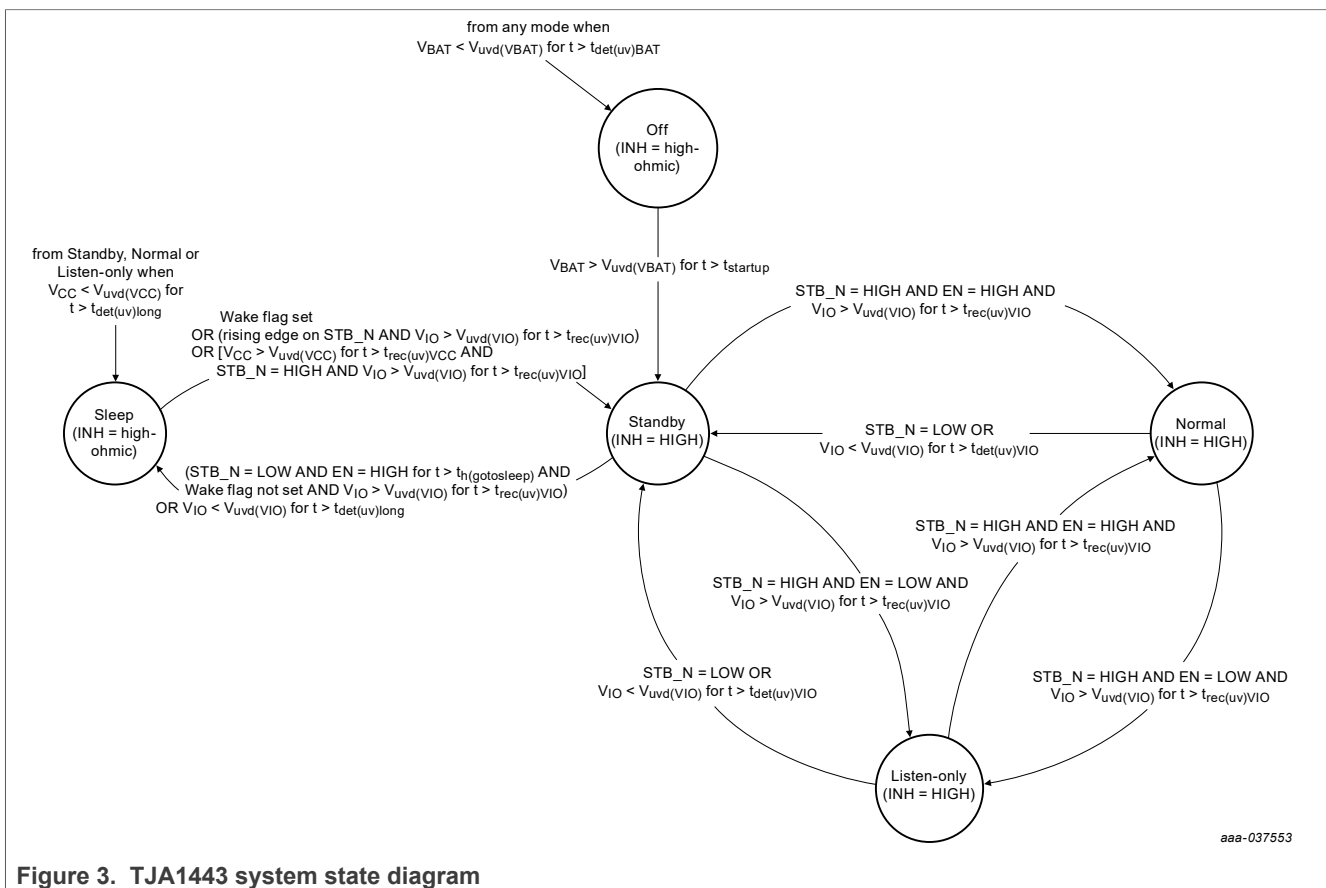 from any mode when
VBAT < Vuvd(VBAT) for t > tdet(uv)BAT
Off
(INH = high-
ohmic)
VBAT > Vuvd(VBAT) for t > tstartup
from Standby, Normal or
Listen-only when
VCC < Vuvd(VCC) for
t > tdet(uv)long
Wake flag set
OR (rising edge on STB_N AND VIO > Vuvd(VIO) for t > trec(uv)VIO)
OR [VCC > Vuvd(VCC) for t > trec(uv)VCC AND
STB_N = HIGH AND VIO > Vuvd(VIO) for t > trec(uv)VIO]
STB_N = HIGH AND EN = HIGH AND
VIO > Vuvd(VIO) for t > trec(uv)VIO
Sleep
(INH = high-
ohmic)
Standby
(INH = HIGH)
STB_N = LOW OR
VIO < Vuvd(VIO) for t > tdet(uv)VIO
Normal
(INH = HIGH)
(STB_N = LOW AND EN = HIGH for t > th(gotosleep) AND
Wake flag not set AND VIO > Vuvd(VIO) for t > trec(uv)VIO)
OR VIO < Vuvd(VIO) for t > tdet(uv)long
STB_N = HIGH AND EN = HIGH AND
VIO > Vuvd(VIO) for t > trec(uv)VIO
STB_N = HIGH AND EN = LOW AND
VIO > Vuvd(VIO) for t > trec(uv)VIO
STB_N = LOW OR
VIO < Vuvd(VIO) for t > tdet(uv)VIO
STB_N = HIGH AND EN = LOW AND
VIO > Vuvd(VIO) for t > trec(uv)VIO
Listen-only
(INH = HIGH)
aaa-037553
Figure 3. TJA1443 system state diagram